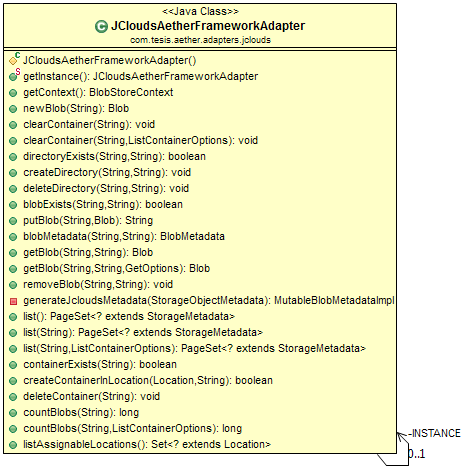 <<Java Class>>
JCloudsAetherFrameworkAdapter
com.tesis.aether.adapters.jclouds
JCloudsAetherFrameworkAdapter()
getInstance(): JCloudsAetherFrameworkAdapter
getContext(): BlobStoreContext
newBlob(String): Blob
clearContainer(String): void
clearContainer(String,ListContainerOptions): void
directoryExists(String,String): boolean
createDirectory(String,String): void
deleteDirectory(String,String): void
blobExists(String,String): boolean
putBlob(String,Blob): String
blobMetadata(String,String): BlobMetadata
getBlob(String,String): Blob
getBlob(String,String,GetOptions): Blob
removeBlob(String,String): void
generateJcloudsMetadata(StorageObjectMetadata): MutableBlobMetadataImpl
list(): PageSet<? extends StorageMetadata>
list(String): PageSet<? extends StorageMetadata>
list(String,ListContainerOptions): PageSet<? extends StorageMetadata>
containerExists(String): boolean
createContainerInLocation(Location,String): boolean
deleteContainer(String): void
countBlobs(String): long
countBlobs(String,ListContainerOptions): long
listAssignableLocations(): Set<? extends Location>
-INSTANCE
0..1